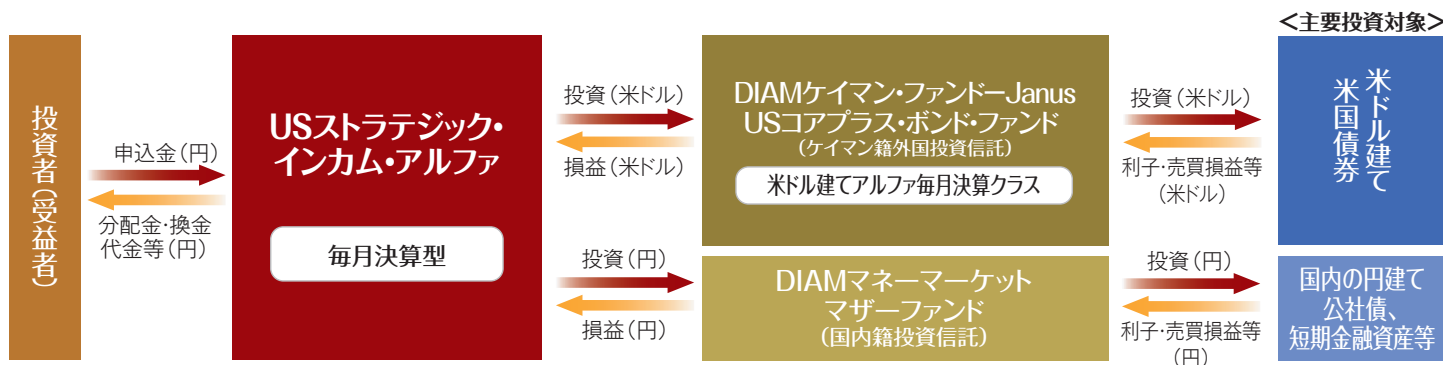 ＜主要投資対象＞
投資者（受益者）
申込金（円）
分配金・換金
代金等（円）
USストラテジック・
インカム・アルファ
毎月決算型
投資（米ドル）
損益（米ドル）
投資（円）
損益（円）
DIAMケイマン・ファンドーJanus
USコアプラス・ボンド・ファンド
（ケイマン籍外国投資信託）
米ドル建てアルファ毎月決算クラス
DIAMマネーマーケット
マザーファンド
（国内籍投資信託）
投資（米ドル）
利子・売買損益等
（米ドル）
投資（円）
利子・売買損益等
（円）
米ドル建て
米国債券
国内の円建て
公社債、
短期金融資産等